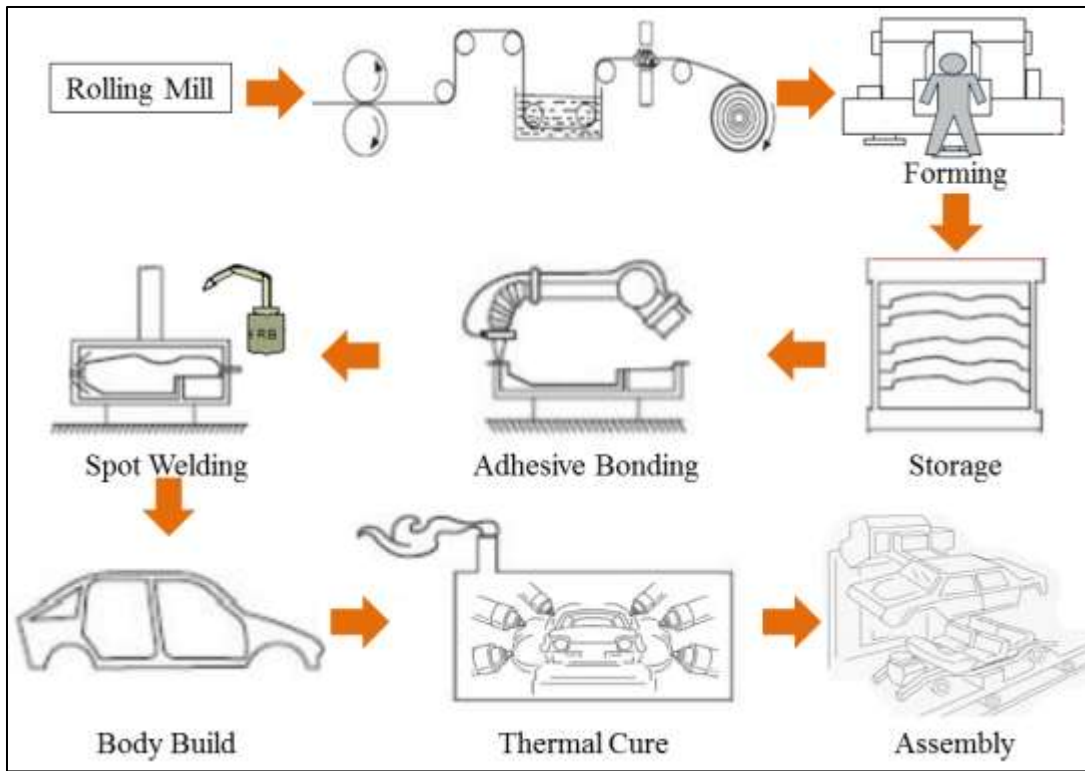 Rolling Mill
Forming
Spot Welding
Adhesive Bonding
Storage
Body Build
Thermal Cure
Assembly